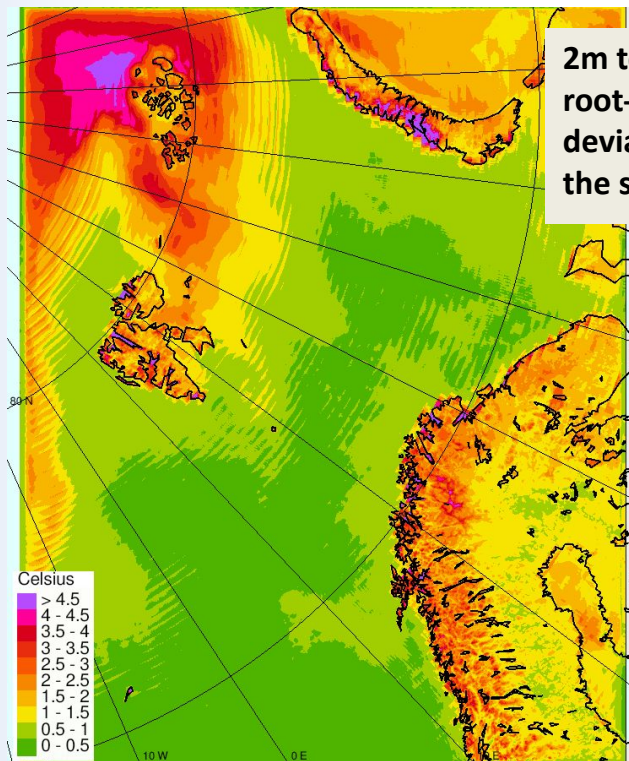 2m
root-
devia
the s
80 N
Celsius
> 4.5
4 - 4.5
3.5 - 4
3 - 3.5
2.5 - 3
2 - 2.5
1.5 - 2
1 - 1.5
0.5 - 1
0 - 0.5
10 W
0 E